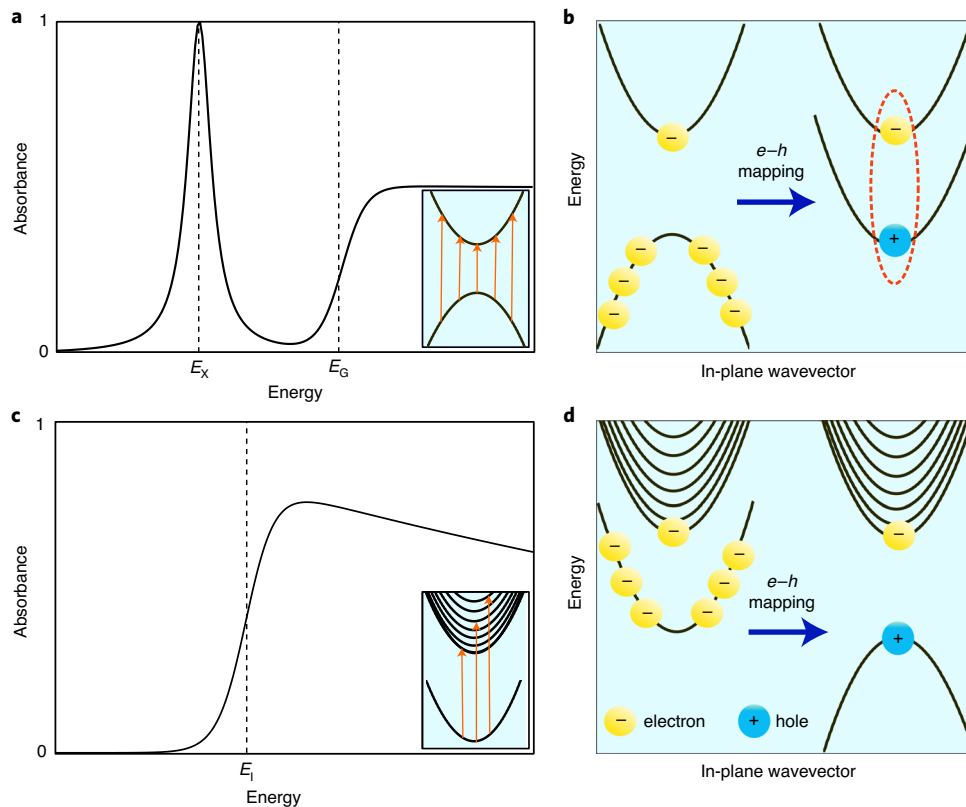 a
1
Absorbance
0
E_X
E_G
Energy
b
Energy
−
−
−
−
−
−
−
−
e–h
mapping
−
+
In-plane wavevector
c
1
Absorbance
0
E_I
Energy
d
Energy
−
−
−
−
−
−
−
e–h
mapping
−
+
− electron
+ hole
In-plane wavevector